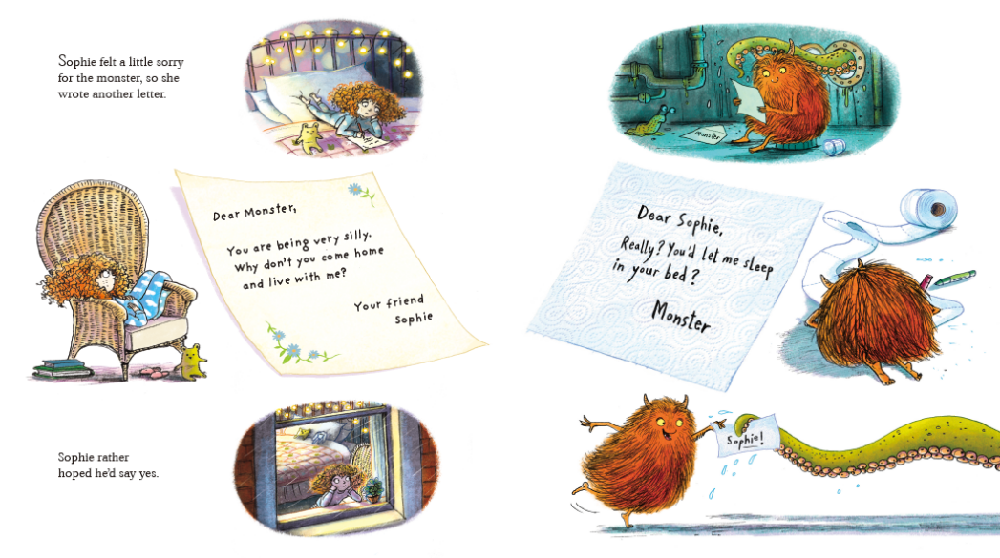 Sophie felt a little sorry
for the monster, so she
wrote another letter.
Dear Monster,
You are being very silly.
Why don't you come home
and live with me?
Your friend
Sophie
Sophie rather
hoped he'd say yes.
monster
Dear Sophie,
Really? You'd let me sleep
in your bed?
Monster
Sophie!